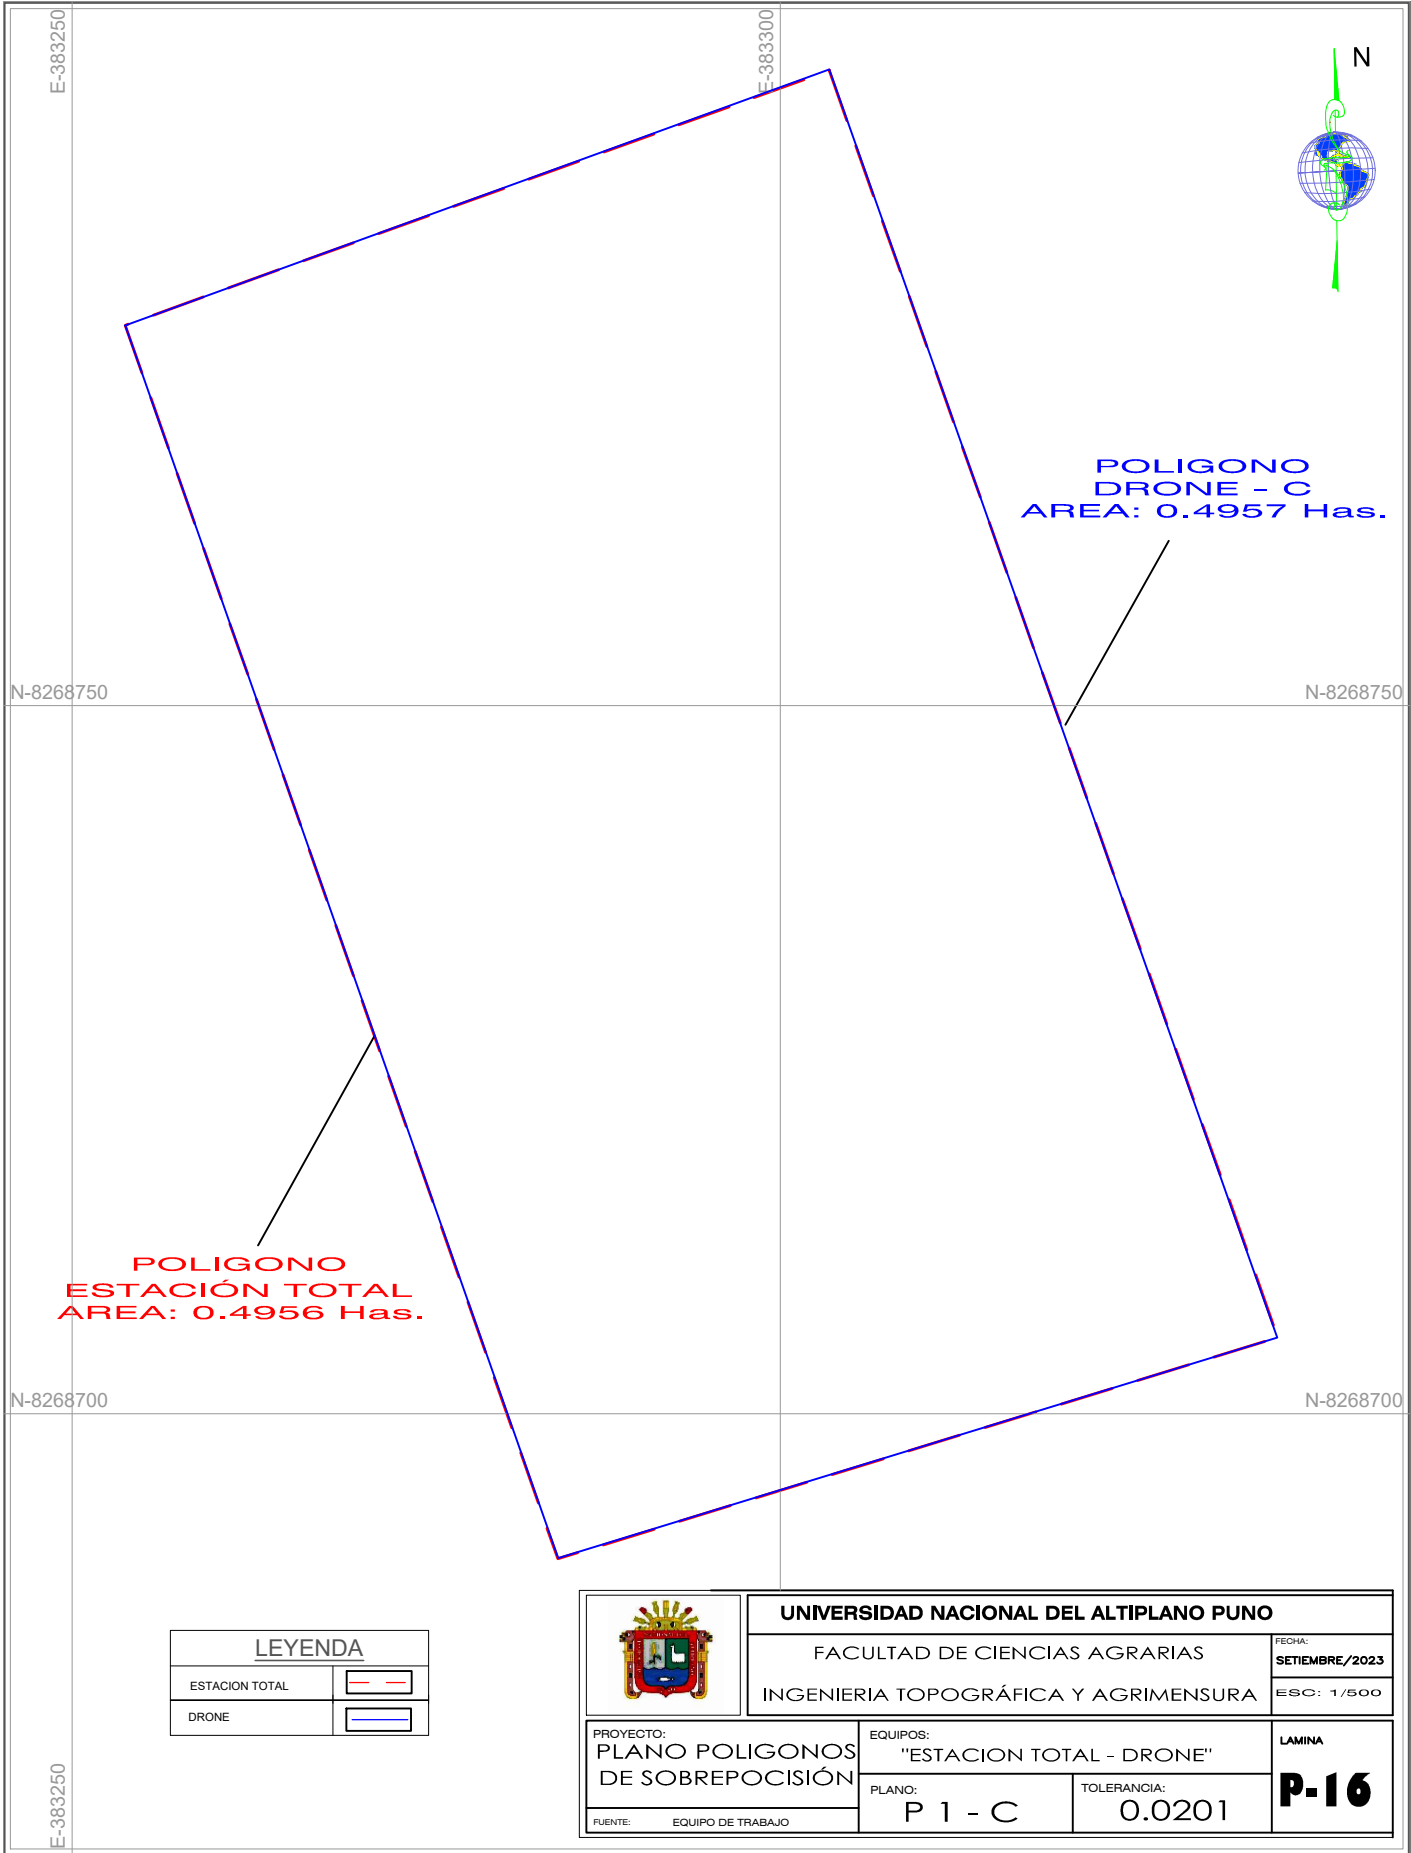 E-383250
E-383300
N
POLIGONO
DRONE - C
AREA: 0.4957 Has.
N-8268750
N-8268750
POLIGONO
ESTACIÓN TOTAL
AREA: 0.4956 Has.
N-8268700
N-8268700
LEYENDA
ESTACION TOTAL
DRONE
E-383250
UNIVERSIDAD NACIONAL DEL ALTIPLANO PUNO
FACULTAD DE CIENCIAS AGRARIAS
INGENIERIA TOPOGRÁFICA Y AGRIMENSURA
FECHA:
SETIEMBRE/2023
ESC: 1/500
PROYECTO:
PLANO POLIGONOS
DE SOBREPOCISIÓN
FUENTE: EQUIPO DE TRABAJO
EQUIPOS:
"ESTACION TOTAL - DRONE"
PLANO:
P 1 - C
TOLERANCIA:
0.0201
LAMINA
P-16